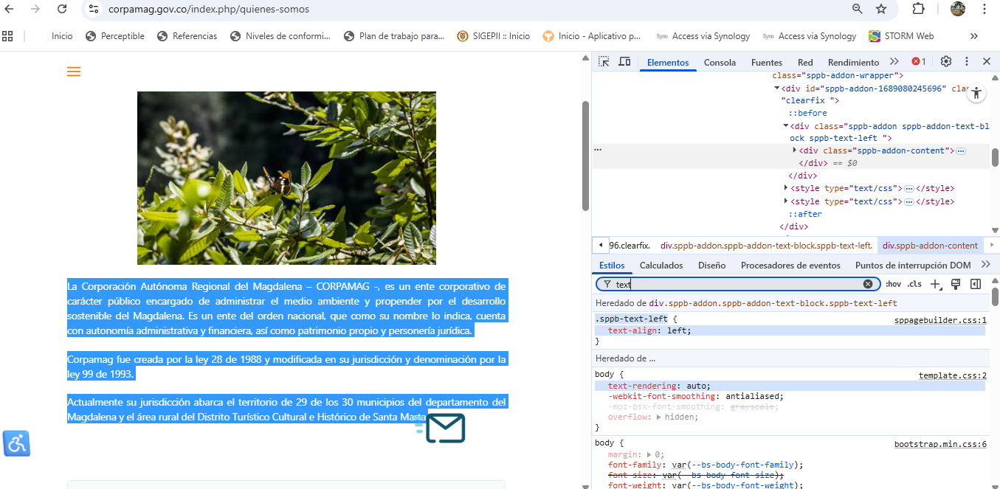 corpamag.gov.co/index.php/quienes-somos
Inicio Perceptible Referencias Niveles de conformi... Plan de trabajo para... SIGEPII :: Inicio Inicio - Aplicativo p... Syno Access via Synology Syno Access via Synology STORM Web »
La Corporación Autónoma Regional del Magdalena – CORPAMAG -, es un ente corporativo de
carácter público encargado de administrar el medio ambiente y propender por el desarrollo
sostenible del Magdalena. Es un ente del orden nacional, que como su nombre lo indica, cuenta
con autonomía administrativa y financiera, así como patrimonio propio y personería jurídica.
Corpamag fue creada por la ley 28 de 1988 y modificada en su jurisdicción y denominación por la
ley 99 de 1993.
Actualmente su jurisdicción abarca el territorio de 29 de los 30 municipios del departamento del
Magdalena y el área rural del Distrito Turístico Cultural e Histórico de Santa Marta
Elementos Consola Fuentes Red Rendimiento » 1
class="sppb-addon-wrapper">
<div id="sppb-addon-1689080245696"
"clearfix ">
::before
<div class="sppb-addon sppb-addon-text-bl
ock sppb-text-left ">
... <div class="sppb-addon-content"> ...
</div> == $0
</div>
<style type="text/css"> ... </style>
<style type="text/css"> ... </style>
::after
</div>
96.clearfix. div.sppb-addon.sppb-addon-text-block.sppb-text-left. div.sppb-addon-content
Estilos Calculados Diseño Procesadores de eventos Puntos de interrupción DOM »
text :hov .cls
Heredado de div.sppb-addon.sppb-addon-text-block.sppb-text-left
.sppb-text-left { sppagebuilder.css:1
text-align: left;
}
Heredado de ...
body { template.css:2
text-rendering: auto;
-webkit-font-smoothing: antialiased;
-moz-osx-font-smoothing: grayscale;
overflow: hidden;
}
body { bootstrap.min.css:6
margin: 0;
font-family: var(--bs-body-font-family);
font-size: var(--bs-body-font-size);
font-weight: var(--bs-body-font-weight);